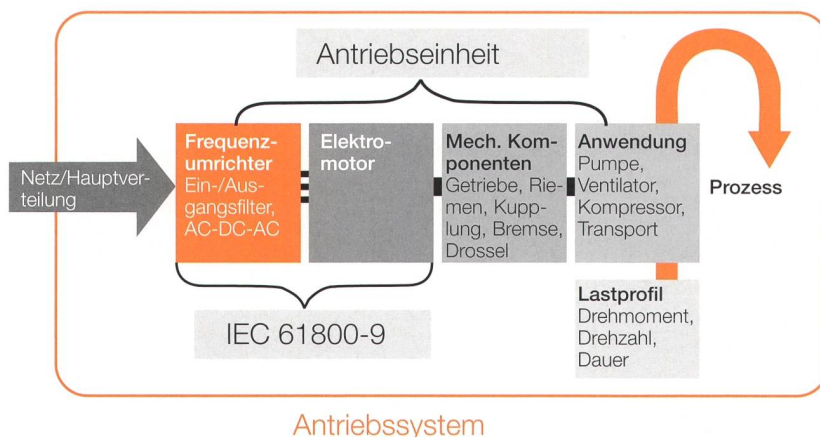 Antriebseinheit
Netz/Hauptver-
teilung
Frequenz-
umrichter
Ein-/Aus-
gangsfilter,
AC-DC-AC
Elektro-
motor
Mech. Kom-
ponenten
Getriebe, Rie-
men, Kupp-
lung, Bremse,
Drossel
Anwendung
Pumpe,
Ventilator,
Kompressor,
Transport
Prozess
Lastprofil
Drehmoment,
Drehzahl,
Dauer
IEC 61800-9
Antriebssystem